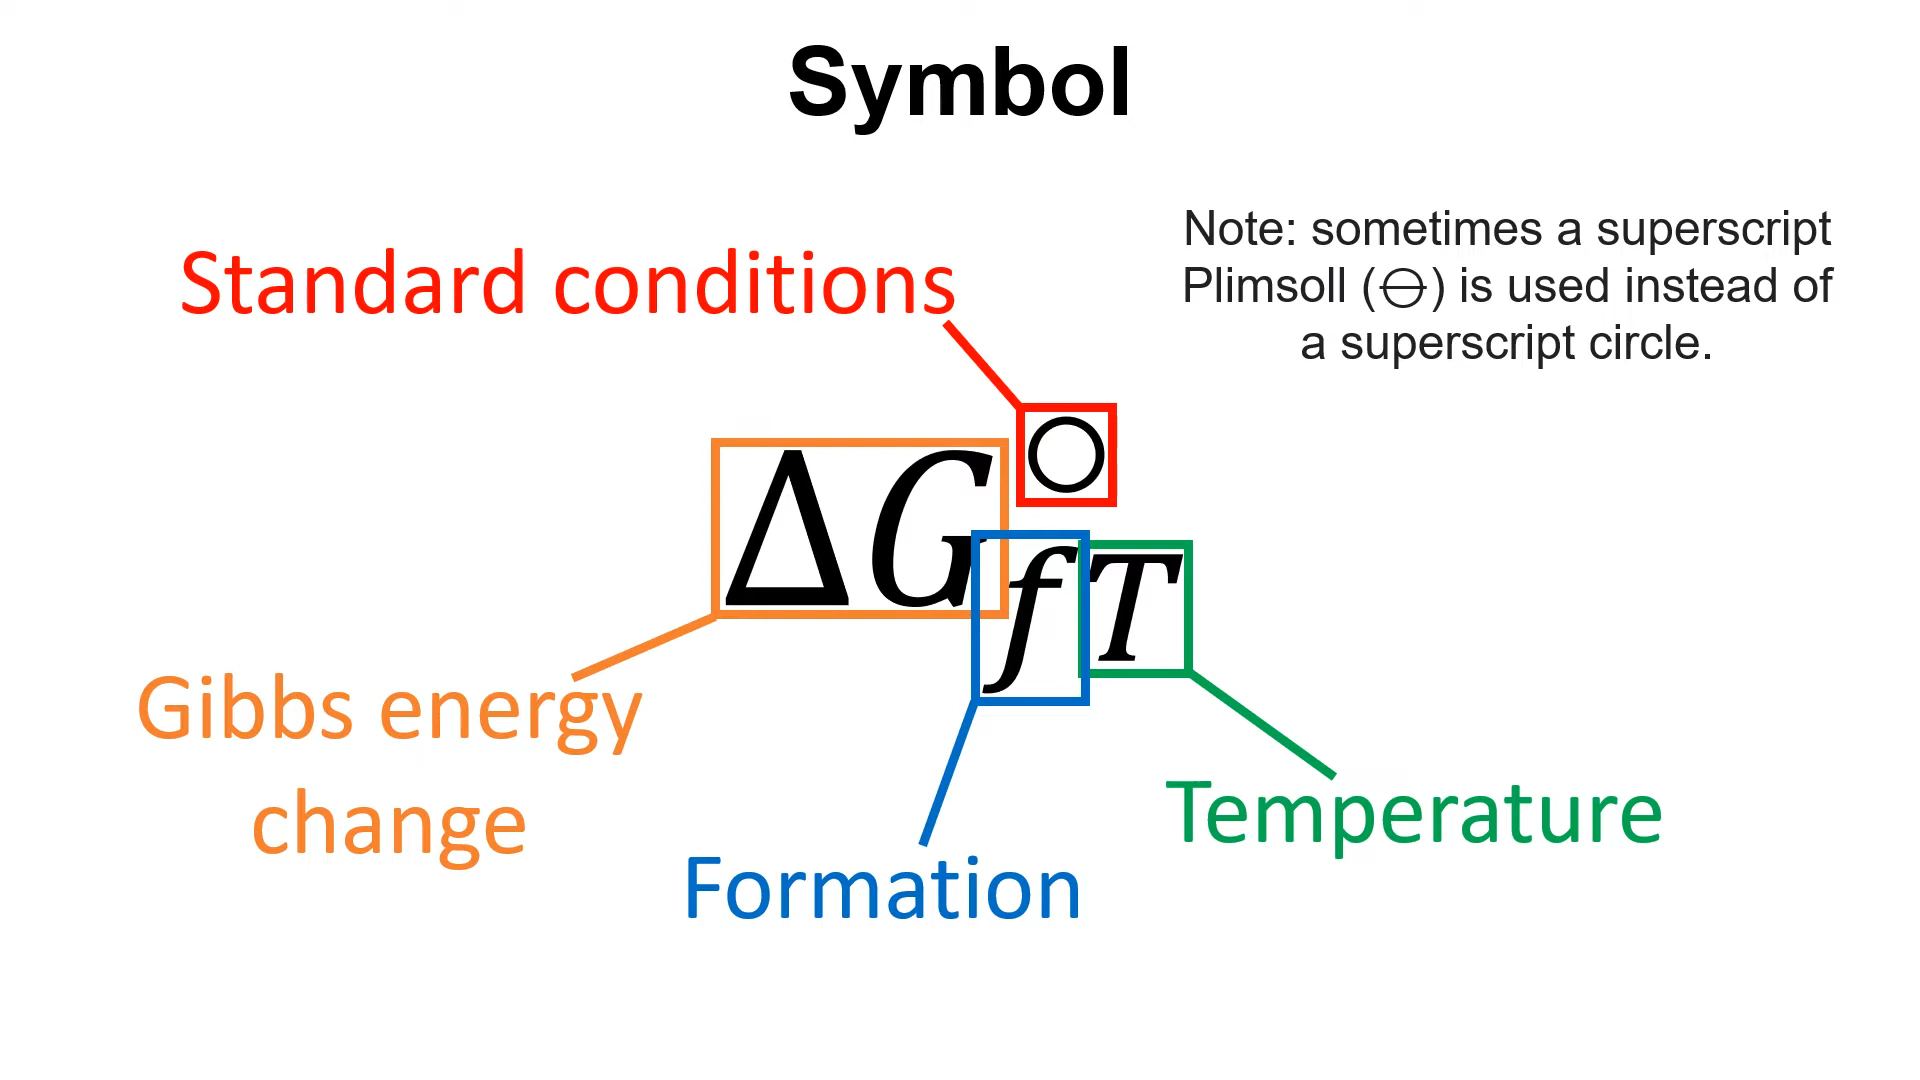 Symbol
Note: sometimes a superscript
Plimsoll (⊖) is used instead of
a superscript circle.
Standard conditions
ΔG°fT
Gibbs energy
change
Formation
Temperature